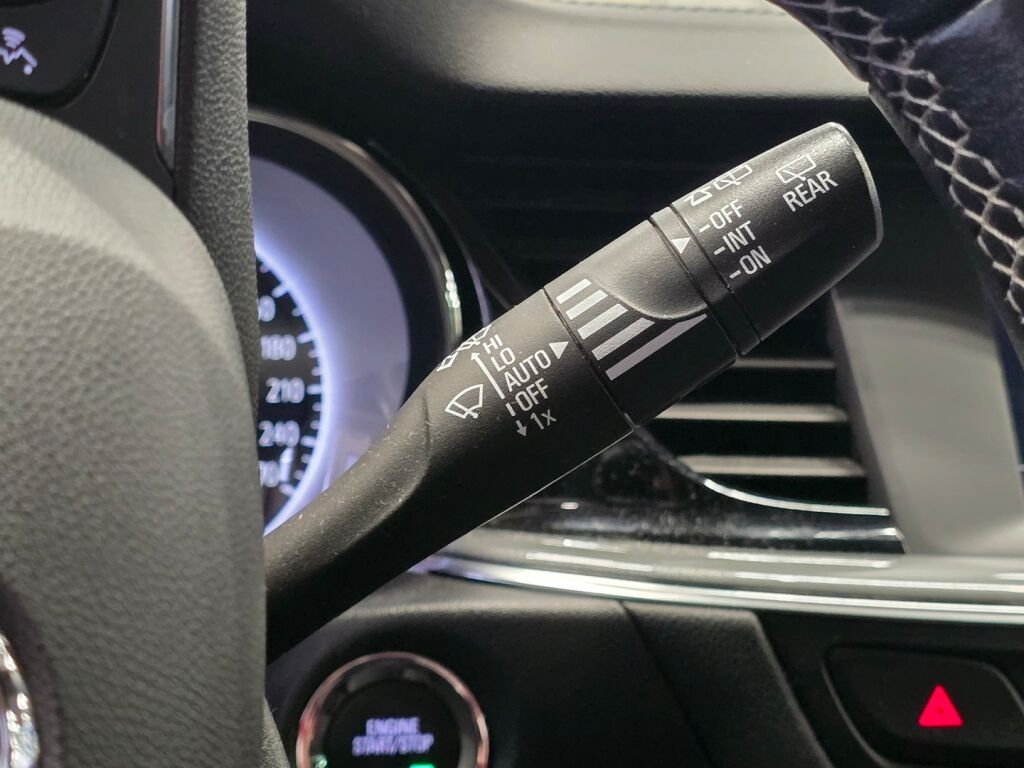 REAR
-OFF
-INT
-ON
HI
LO
AUTO
OFF
1x
180
210
240
ENGINE
START/STOP